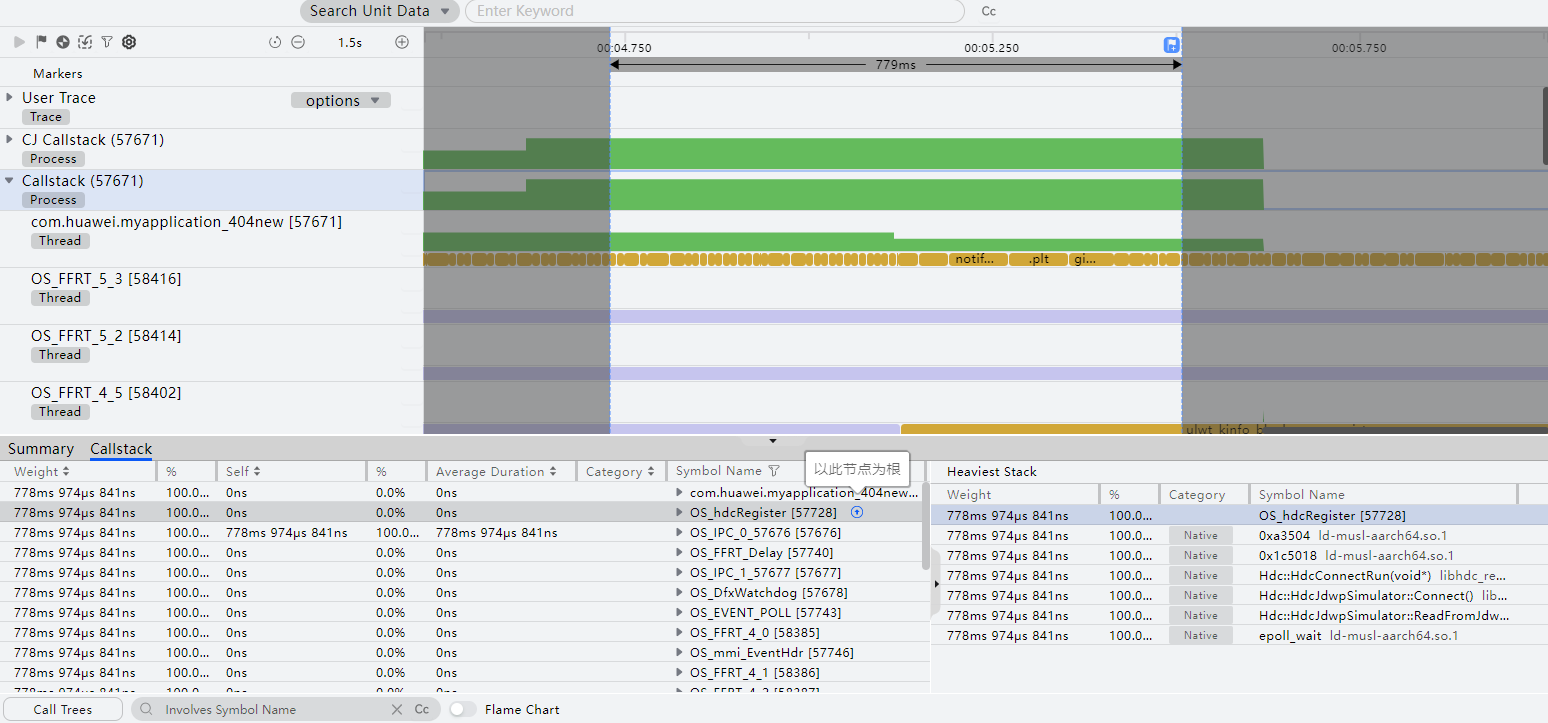 Search Unit Data Enter Keyword Cc
1.5s 00:04.750 00:05.250 00:05.750
Markers 779ms
User Trace options
Trace
CJ Callstack (57671)
Process
Callstack (57671)
Process
com.huawei.myapplication_404new [57671]
Thread
notif... .plt gi...
OS_FFRT_5_3 [58416]
Thread
OS_FFRT_5_2 [58414]
Thread
OS_FFRT_4_5 [58402]
Thread
Summary Callstack
Weight % Self % Average Duration Category Symbol Name
以此节点为根
778ms 974µs 841ns 100.0... 0ns 0.0% 0ns com.huawei.myapplication_404new...
778ms 974µs 841ns 100.0... 0ns 0.0% 0ns OS_hdcRegister [57728]
778ms 974µs 841ns 100.0... 778ms 974µs 841ns 100.0... 778ms 974µs 841ns OS_IPC_0_57676 [57676]
778ms 974µs 841ns 100.0... 0ns 0.0% 0ns OS_FFRT_Delay [57740]
778ms 974µs 841ns 100.0... 0ns 0.0% 0ns OS_IPC_1_57677 [57677]
778ms 974µs 841ns 100.0... 0ns 0.0% 0ns OS_DfxWatchdog [57678]
778ms 974µs 841ns 100.0... 0ns 0.0% 0ns OS_EVENT_POLL [57743]
778ms 974µs 841ns 100.0... 0ns 0.0% 0ns OS_FFRT_4_0 [58385]
778ms 974µs 841ns 100.0... 0ns 0.0% 0ns OS_mmi_EventHdr [57746]
778ms 974µs 841ns 100.0... 0ns 0.0% 0ns OS_FFRT_4_1 [58386]
778ms 974µs 841ns 100.0... 0ns 0.0% 0ns OS_FFRT_4_2 [58387]
Heaviest Stack
Weight % Category Symbol Name
778ms 974µs 841ns 100.0... OS_hdcRegister [57728]
778ms 974µs 841ns 100.0... Native 0xa3504 ld-musl-aarch64.so.1
778ms 974µs 841ns 100.0... Native 0x1c5018 ld-musl-aarch64.so.1
778ms 974µs 841ns 100.0... Native Hdc::HdcConnectRun(void*) libhdc_re...
778ms 974µs 841ns 100.0... Native Hdc::HdcJdwpSimulator::Connect() lib...
778ms 974µs 841ns 100.0... Native Hdc::HdcJdwpSimulator::ReadFromJdw...
778ms 974µs 841ns 100.0... Native epoll_wait ld-musl-aarch64.so.1
Call Trees Involves Symbol Name Cc Flame Chart